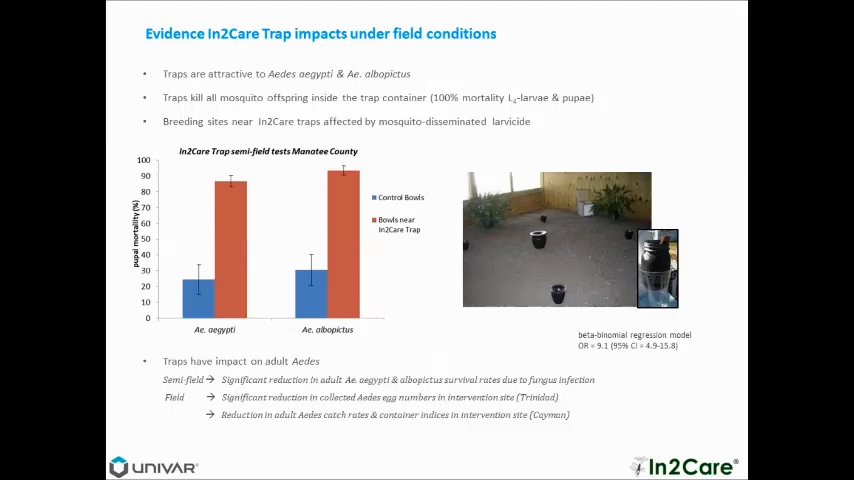 Evidence In2Care Trap impacts under field conditions
• Traps are attractive to Aedes aegypti & Ae. albopictus
• Traps kill all mosquito offspring inside the trap container (100% mortality L4-larvae & pupae)
• Breeding sites near In2Care traps affected by mosquito-disseminated larvicide
In2Care Trap semi-field tests Manatee County
pupal mortality (%)
100
90
80
70
60
50
40
30
20
10
0
Ae. aegypti
Ae. albopictus
Control Bowls
Bowls near
In2Care Trap
beta-binomial regression model
OR = 9.1 (95% CI = 4.9-15.8)
• Traps have impact on adult Aedes
Semi-field → Significant reduction in adult Ae. aegypti & albopictus survival rates due to fungus infection
Field → Significant reduction in collected Aedes egg numbers in intervention site (Trinidad)
→ Reduction in adult Aedes catch rates & container indices in intervention site (Cayman)
UNIVAR®
In2Care®